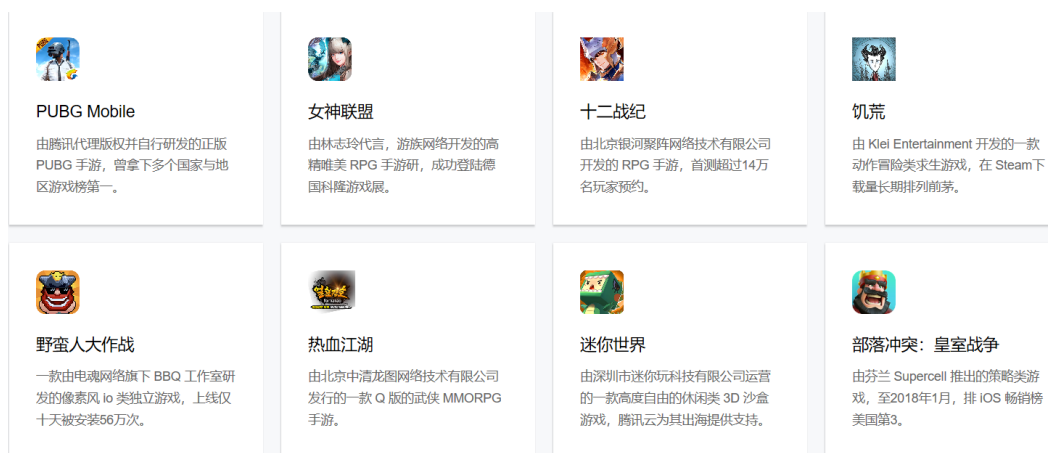 PUBG Mobile
由腾讯代理版权并自行研发的正版
PUBG 手游，曾拿下多个国家与地
区游戏榜第一。
女神联盟
由林志玲代言，游族网络开发的高
精唯美 RPG 手游研，成功登陆德
国科隆游戏展。
十二战纪
由北京银河聚阵网络技术有限公司
开发的 RPG 手游，首测超过14万
名玩家预约。
饥荒
由 Klei Entertainment 开发的一款
动作冒险类求生游戏，在 Steam下
载量长期排列前茅。
野蛮人大作战
一款由电魂网络旗下 BBQ 工作室研
发的像素风 io 类独立游戏，上线仅
十天被安装56万次。
热血江湖
由北京中清龙图网络技术有限公司
发行的一款 Q 版的武侠 MMORPG
手游。
迷你世界
由深圳市迷你玩科技有限公司运营
的一款高度自由的休闲类 3D 沙盒
游戏，腾讯云为其出海提供支持。
部落冲突：皇室战争
由芬兰 Supercell 推出的策略类游
戏，至2018年1月，排 iOS 畅销榜
美国第3。